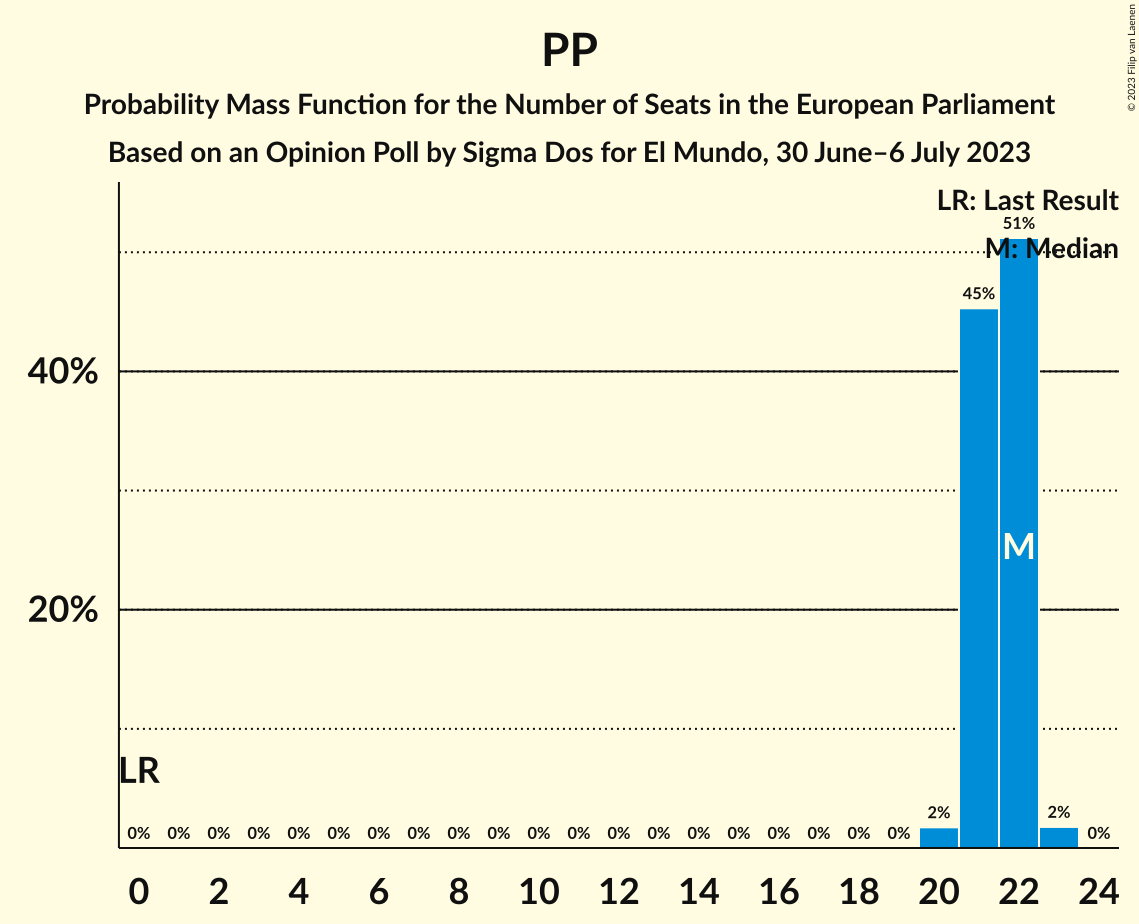 PP
Probability Mass Function for the Number of Seats in the European Parliament
Based on an Opinion Poll by Sigma Dos for El Mundo, 30 June–6 July 2023
© 2023 Filip van Laenen
LR: Last Result
M: Median
51%
45%
40%
20%
M
LR
2%
2%
0% 0% 0% 0% 0% 0% 0% 0% 0% 0% 0% 0% 0% 0% 0% 0% 0% 0% 0% 0% 0%
0 2 4 6 8 10 12 14 16 18 20 22 24